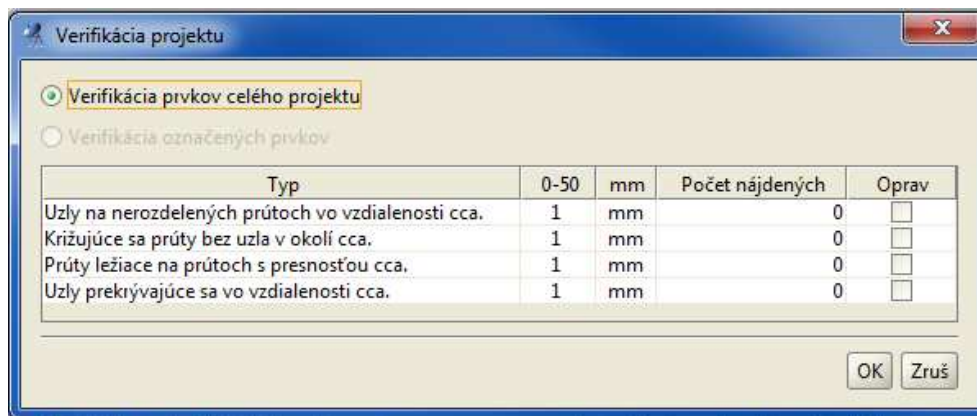 Verifikácia projektu
Verifikácia prvkov celého projektu
Verifikácia označených prvkov
Typ 0-50 mm Počet nájdených Oprav
Uzly na nerozdelených prútoch vo vzdialenosti cca. 1 mm 0
Križujúce sa prúty bez uzla v okolí cca. 1 mm 0
Prúty ležiace na prútoch s presnosťou cca. 1 mm 0
Uzly prekrývajúce sa vo vzdialenosti cca. 1 mm 0
OK Zruš